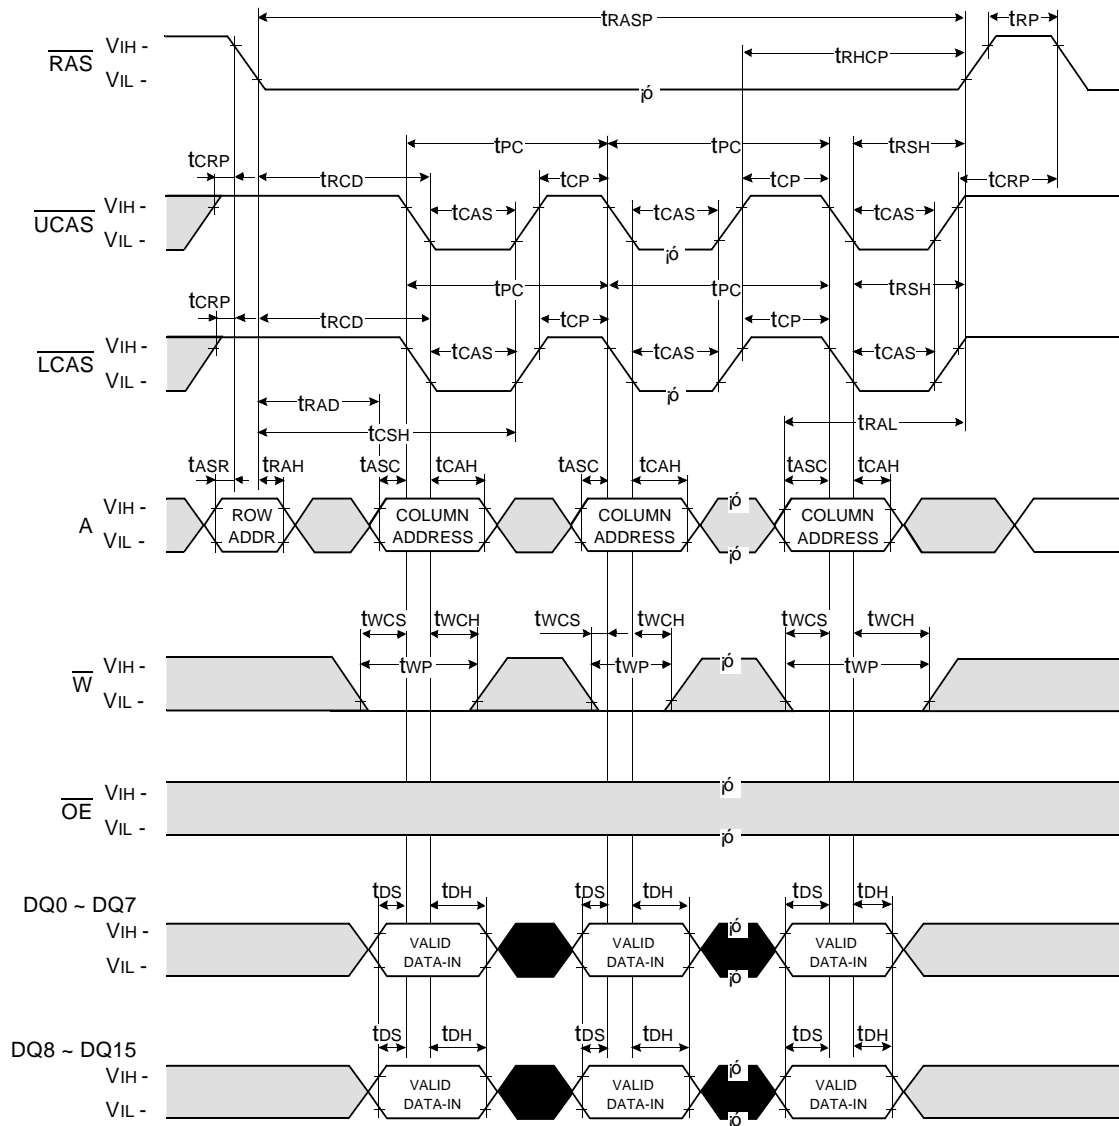 tRASP
tRP
RAS
VIH -
VIL -
tRHCP
¡ó
tCRP
tRCD
tPC
tPC
tRSH
tCP
tCP
tCRP
UCAS
VIH -
VIL -
tCAS
tCAS
tCAS
¡ó
tCRP
tRCD
tPC
tPC
tRSH
tCP
tCP
LCAS
VIH -
VIL -
tCAS
tCAS
tCAS
¡ó
tRAD
tCSH
tRAL
tASR
tRAH
tASC
tCAH
tASC
tCAH
tASC
tCAH
A
VIH -
VIL -
ROW
ADDR
COLUMN
ADDRESS
COLUMN
ADDRESS
¡ó
¡ó
COLUMN
ADDRESS
tWCS
tWCH
tWCS
tWCH
tWCS
tWCH
W
VIH -
VIL -
tWP
tWP
¡ó
tWP
OE
VIH -
VIL -
¡ó
¡ó
DQ0 ~ DQ7
VIH -
VIL -
tDS
tDH
tDS
tDH
tDS
tDH
VALID
DATA-IN
VALID
DATA-IN
¡ó
¡ó
VALID
DATA-IN
DQ8 ~ DQ15
VIH -
VIL -
tDS
tDH
tDS
tDH
tDS
tDH
VALID
DATA-IN
VALID
DATA-IN
¡ó
¡ó
VALID
DATA-IN